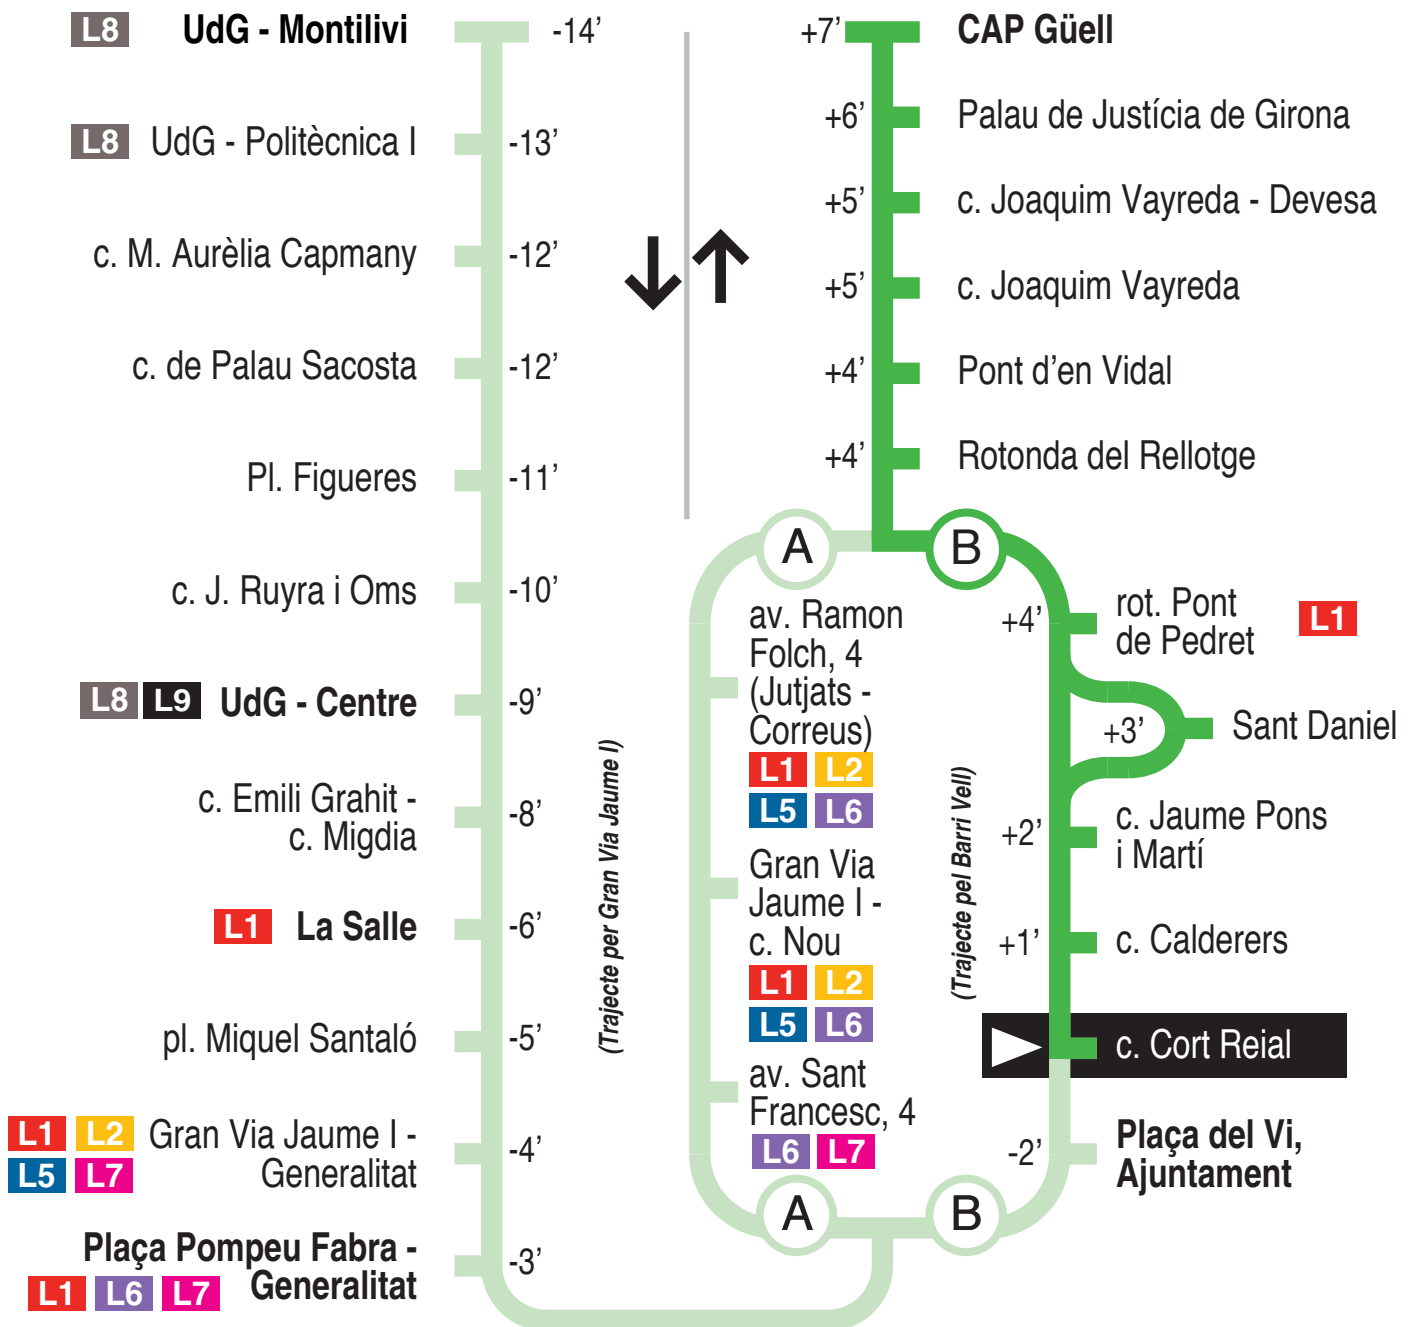 L8 UdG - Montilivi -14’
L8 UdG - Politècnica I -13’
c. M. Aurèlia Capmany -12’
c. de Palau Sacosta -12’
Pl. Figueres -11’
c. J. Ruyra i Oms -10’
L8 L9 UdG - Centre -9’
c. Emili Grahit -
c. Migdia -8’
L1 La Salle -6’
pl. Miquel Santaló -5’
L1 L2 Gran Via Jaume I -
L5 L7 Generalitat -4’
Plaça Pompeu Fabra -
L1 L6 L7 Generalitat -3’
(Trajecte per Gran Via Jaume I)
+7’ CAP Güell
+6’ Palau de Justícia de Girona
+5’ c. Joaquim Vayreda - Devesa
+5’ c. Joaquim Vayreda
+4’ Pont d’en Vidal
+4’ Rotonda del Rellotge
A B
av. Ramon
Folch, 4
(Jutjats -
Correus)
L1 L2
L5 L6
Gran Via
Jaume I -
c. Nou
L1 L2
L5 L6
av. Sant
Francesc, 4
L6 L7
(Trajecte pel Barri Vell)
+4’ rot. Pont
de Pedret L1
+3’ Sant Daniel
+2’ c. Jaume Pons
i Martí
+1’ c. Calderers
c. Cort Reial
-2’ Plaça del Vi,
Ajuntament
A B